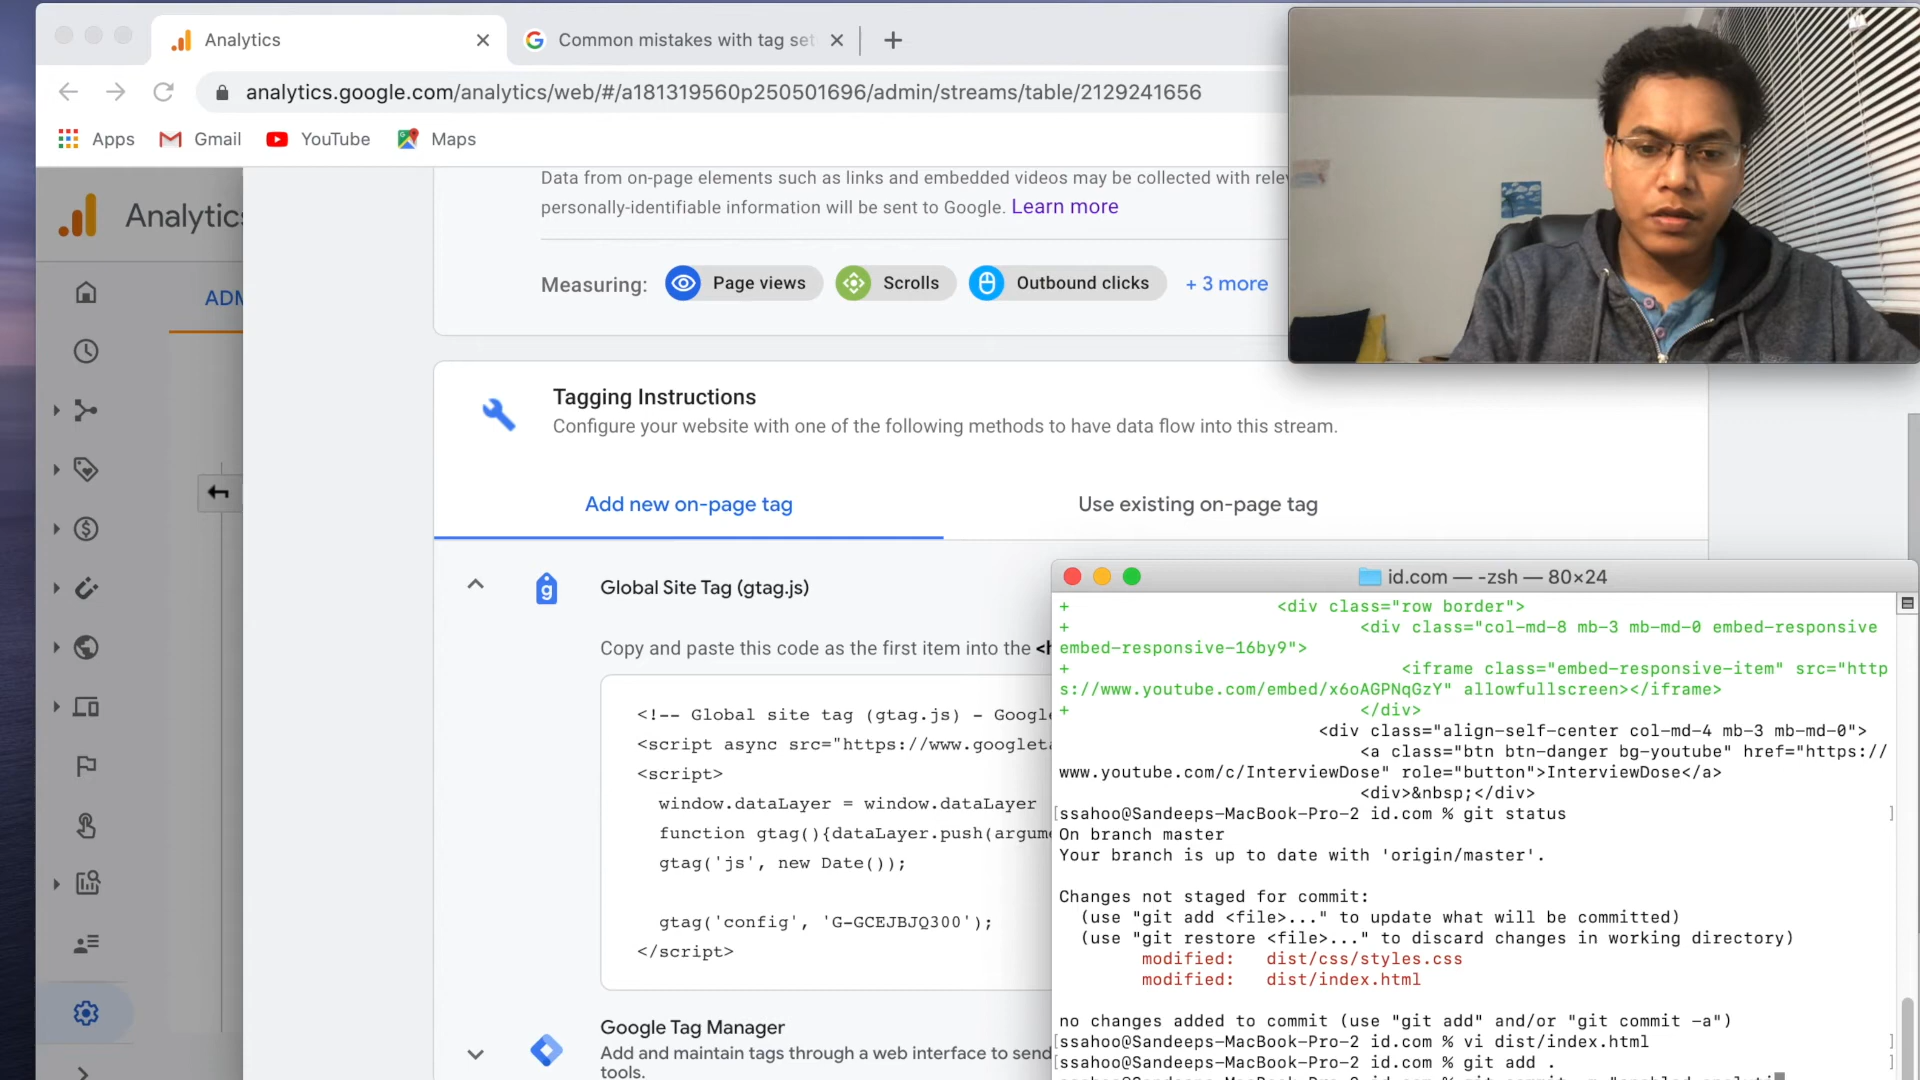 Analytics
Common mistakes with tag set
analytics.google.com/analytics/web/#/a181319560p250501696/admin/streams/table/2129241656
Apps
Gmail
YouTube
Maps
Analytics
ADM
Data from on-page elements such as links and embedded videos may be collected with rele
personally-identifiable information will be sent to Google. Learn more
Measuring:
Page views
Scrolls
Outbound clicks
+ 3 more
Tagging Instructions
Configure your website with one of the following methods to have data flow into this stream.
Add new on-page tag
Use existing on-page tag
g
Global Site Tag (gtag.js)
Copy and paste this code as the first item into the <h
<!-- Global site tag (gtag.js) - Google
<script async src="https://www.googleta
<script>
window.dataLayer = window.dataLayer
function gtag(){dataLayer.push(argume
gtag('js', new Date());
gtag('config', 'G-GCEJBJQ300');
</script>
Google Tag Manager
Add and maintain tags through a web interface to send
tools.
id.com — -zsh — 80×24
+ <div class="row border">
+ <div class="col-md-8 mb-3 mb-md-0 embed-responsive
embed-responsive-16by9">
+ <iframe class="embed-responsive-item" src="http
s://www.youtube.com/embed/x6oAGPNqGzY" allowfullscreen></iframe>
+ </div>
<div class="align-self-center col-md-4 mb-3 mb-md-0">
<a class="btn btn-danger bg-youtube" href="https://
www.youtube.com/c/InterviewDose" role="button">InterviewDose</a>
<div>&nbsp;</div>
[ssahoo@Sandeeps-MacBook-Pro-2 id.com % git status ]
On branch master
Your branch is up to date with 'origin/master'.
Changes not staged for commit:
(use "git add <file>..." to update what will be committed)
(use "git restore <file>..." to discard changes in working directory)
modified: dist/css/styles.css
modified: dist/index.html
no changes added to commit (use "git add" and/or "git commit -a")
[ssahoo@Sandeeps-MacBook-Pro-2 id.com % vi dist/index.html ]
[ssahoo@Sandeeps-MacBook-Pro-2 id.com % git add . ]
ssahoo@Sandeeps-MacBook-Pro-2 id.com % git commit -m "enabled analyti